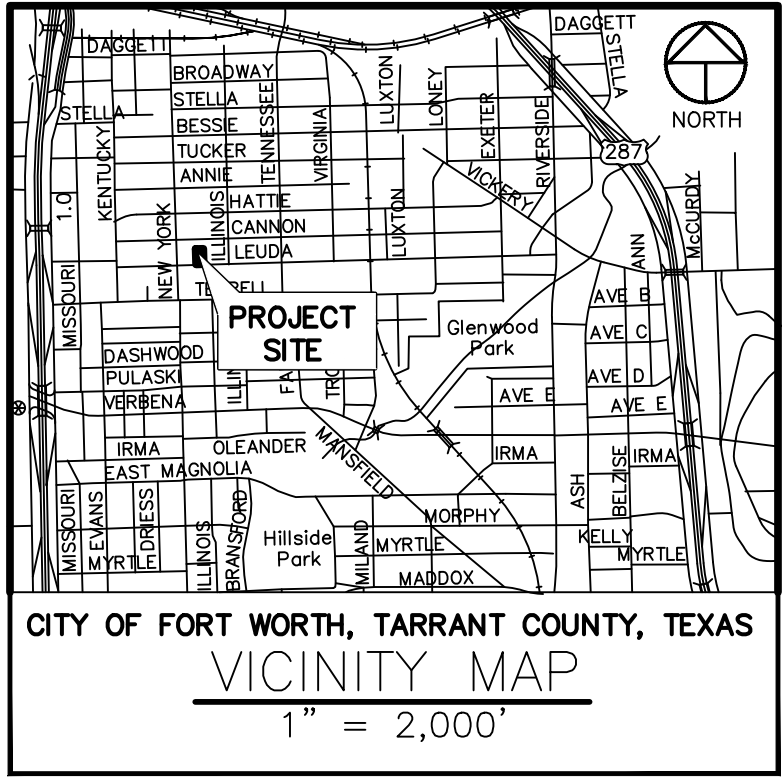 DAGGETT
DAGGETT
STELLA
NORTH
BROADWAY
STELLA
STELLA
BESSIE
TUCKER
ANNIE
KENTUCKY
TENNESSEE
VIRGINIA
LUXTON
LONEY
EXETER
RIVERSIDE
287
VICKERY
1.0
NEW YORK
ILLINOIS
HATTIE
CANNON
LEUDA
LUXTON
McCURDY
ANN
MISSOURI
PROJECT
SITE
Glenwood
Park
AVE B
AVE C
AVE D
AVE E
AVE E
DASHWOOD
PULASKI
VERBENA
IRMA
OLEANDER
EAST MAGNOLIA
MANSFIELD
IRMA
IRMA
MISSOURI
EVANS
DRIESS
MYRTLE
ILLINOIS
BRANSFORD
Hillside
Park
MILAND
MORPHY
MYRTLE
MADDOX
ASH
BELZISE
KELLY
MYRTLE
CITY OF FORT WORTH, TARRANT COUNTY, TEXAS
VICINITY MAP
1" = 2,000'